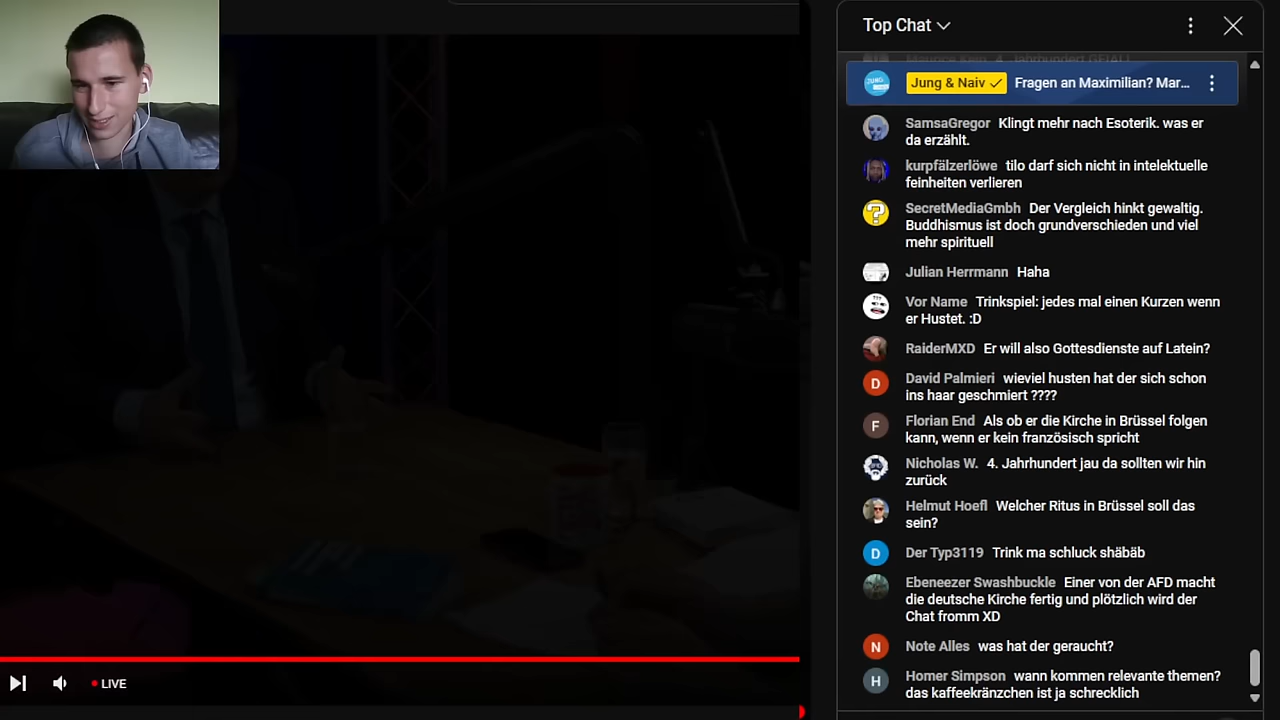 Top Chat
Jung & Naiv Fragen an Maximilian? Mar...
SamsaGregor Klingt mehr nach Esoterik. was er
da erzählt.
kurpfälzerlöwe tilo darf sich nicht in intelektuelle
feinheiten verlieren
SecretMediaGmbh Der Vergleich hinkt gewaltig.
Buddhismus ist doch grundverschieden und viel
mehr spirituell
Julian Herrmann Haha
Vor Name Trinkspiel: jedes mal einen Kurzen wenn
er Hustet. :D
RaiderMXD Er will also Gottesdienste auf Latein?
D David Palmieri wieviel husten hat der sich schon
ins haar geschmiert ????
F Florian End Als ob er die Kirche in Brüssel folgen
kann, wenn er kein französisch spricht
Nicholas W. 4. Jahrhundert jau da sollten wir hin
zurück
Helmut Hoefl Welcher Ritus in Brüssel soll das
sein?
D Der Typ3119 Trink ma schluck shäbäb
Ebeneezer Swashbuckle Einer von der AFD macht
die deutsche Kirche fertig und plötzlich wird der
Chat fromm XD
N Note Alles was hat der geraucht?
H Homer Simpson wann kommen relevante themen?
das kaffeekränzchen ist ja schrecklich
LIVE